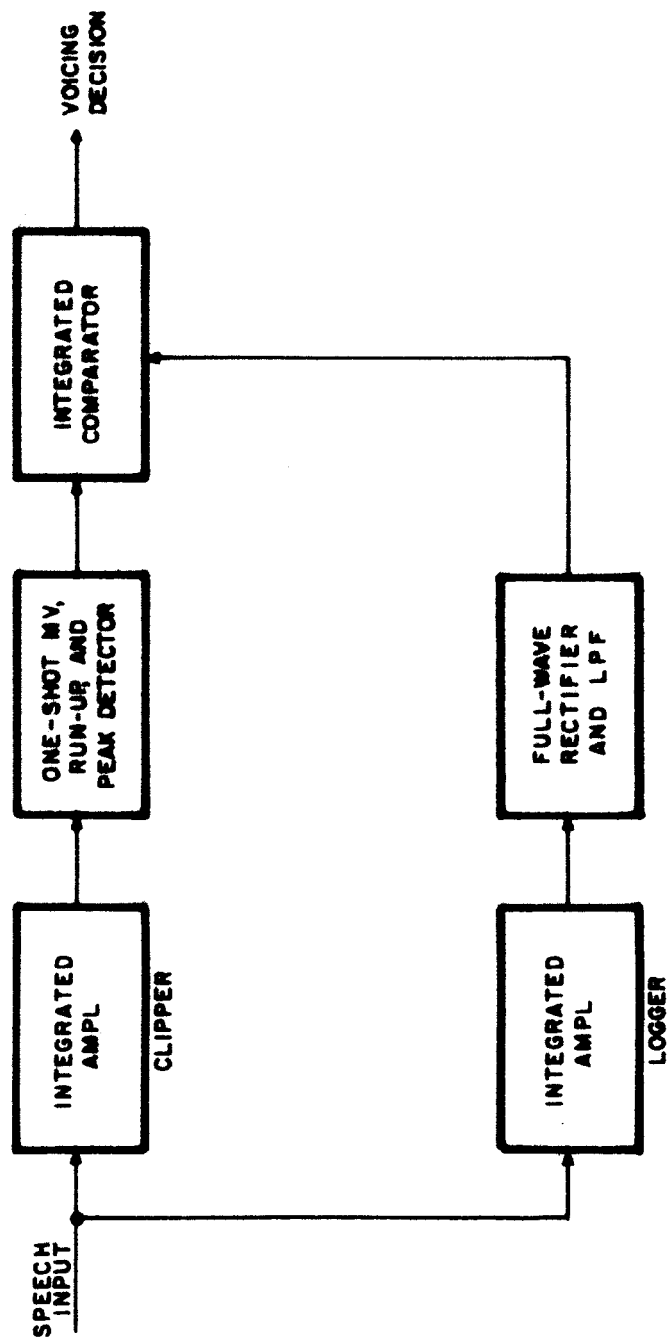 SPEECH
INPUT
INTEGRATED
AMPL
CLIPPER
ONE-SHOT MV,
RUN-UP, AND
PEAK DETECTOR
INTEGRATED
COMPARATOR
VOICING
DECISION
INTEGRATED
AMPL
LOGGER
FULL-WAVE
RECTIFIER
AND LPF